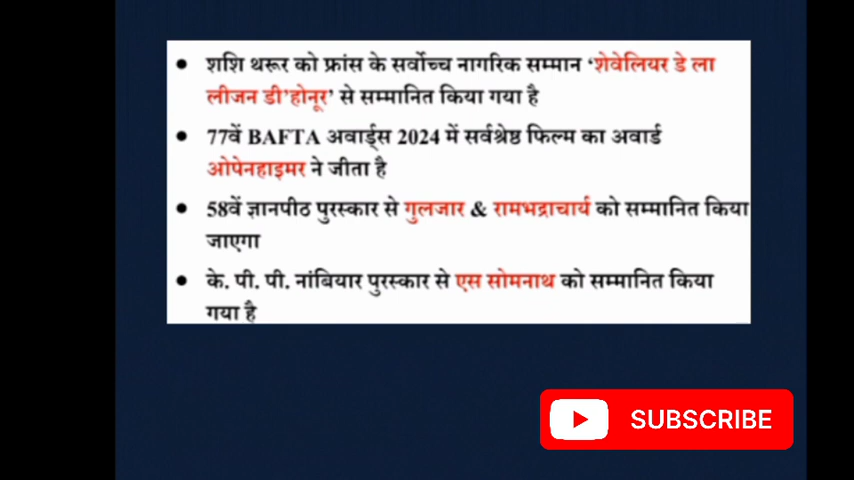 • शशि थरूर को फ्रांस के सर्वोच्च नागरिक सम्मान ‘शेवेलियर डे ला
लीजन डी’होनूर’ से सम्मानित किया गया है
• 77वें BAFTA अवार्ड्स 2024 में सर्वश्रेष्ठ फिल्म का अवार्ड
ओपेनहाइमर ने जीता है
• 58वें ज्ञानपीठ पुरस्कार से गुलजार & रामभद्राचार्य को सम्मानित किया
जाएगा
• के. पी. पी. नांबियार पुरस्कार से एस सोमनाथ को सम्मानित किया
गया है
SUBSCRIBE